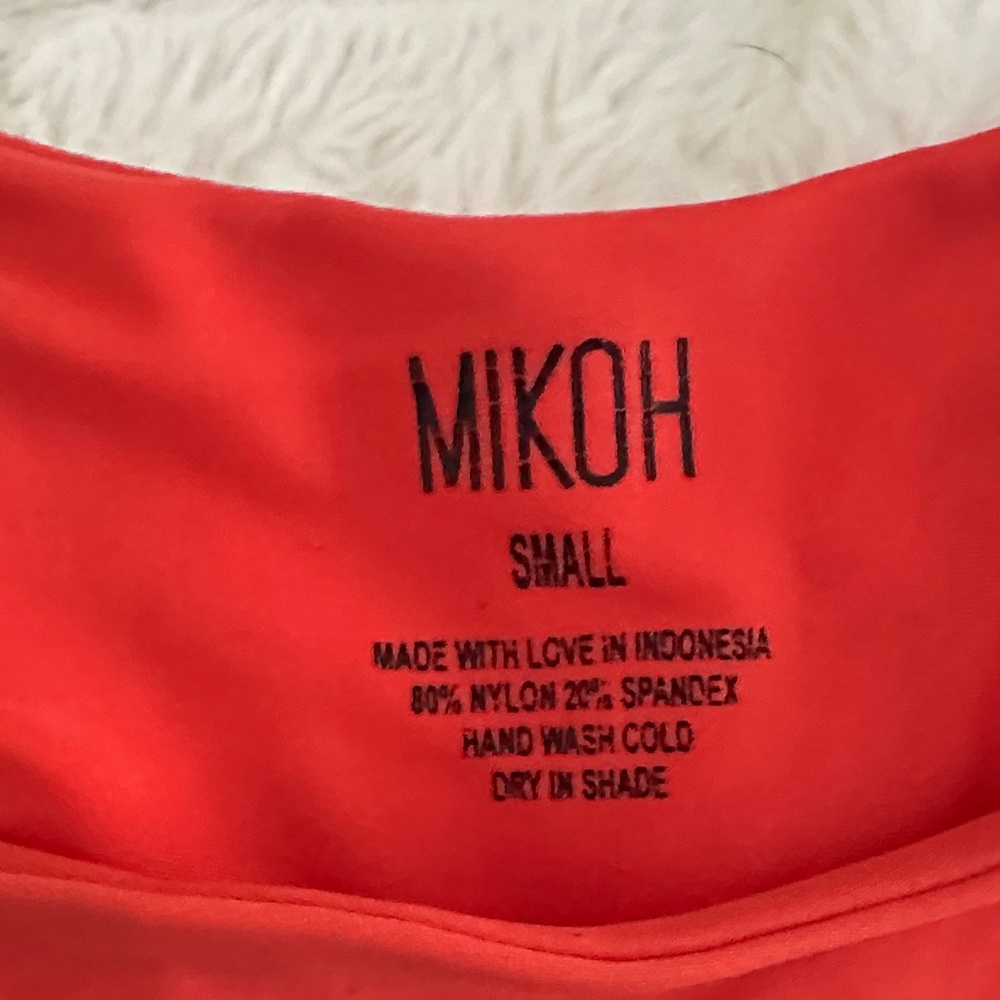 MIKOH
SMALL
MADE WITH LOVE IN INDONESIA
80% NYLON 20% SPANDEX
HAND WASH COLD
DRY IN SHADE